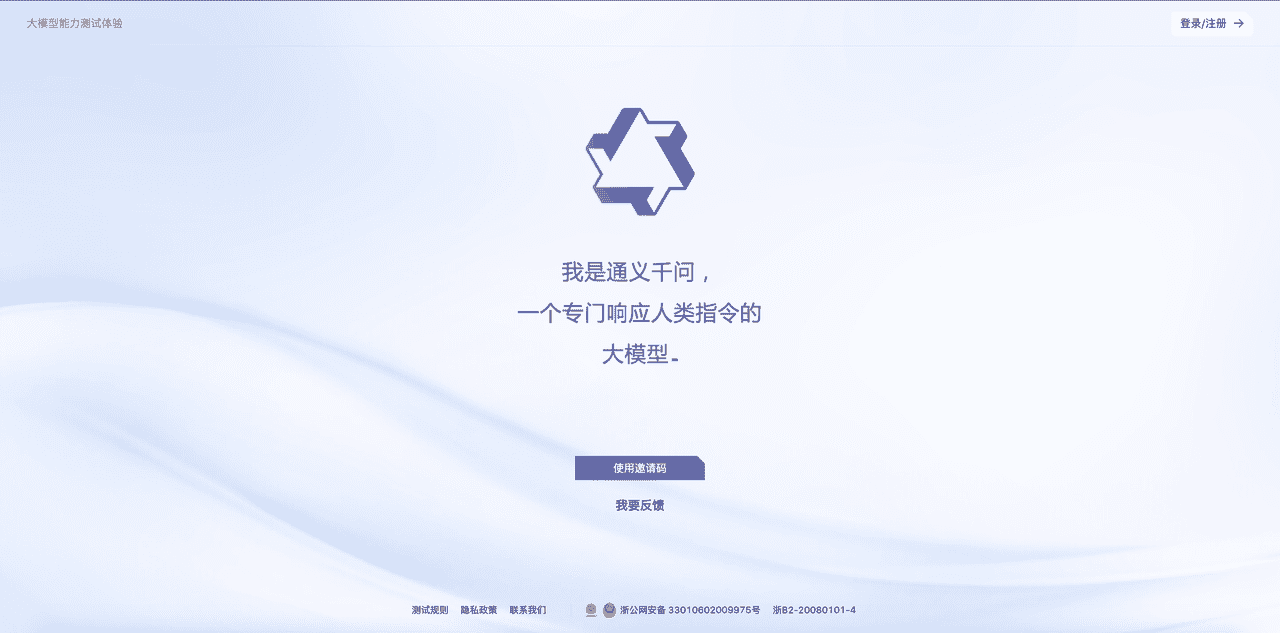 大模型能力测试体验
登录/注册 →
我是通义千问，
一个专门响应人类指令的
大模型
使用邀请码
我要反馈
测试规则 隐私政策 联系我们 浙公网安备 33010602009975号 浙B2-20080101-4